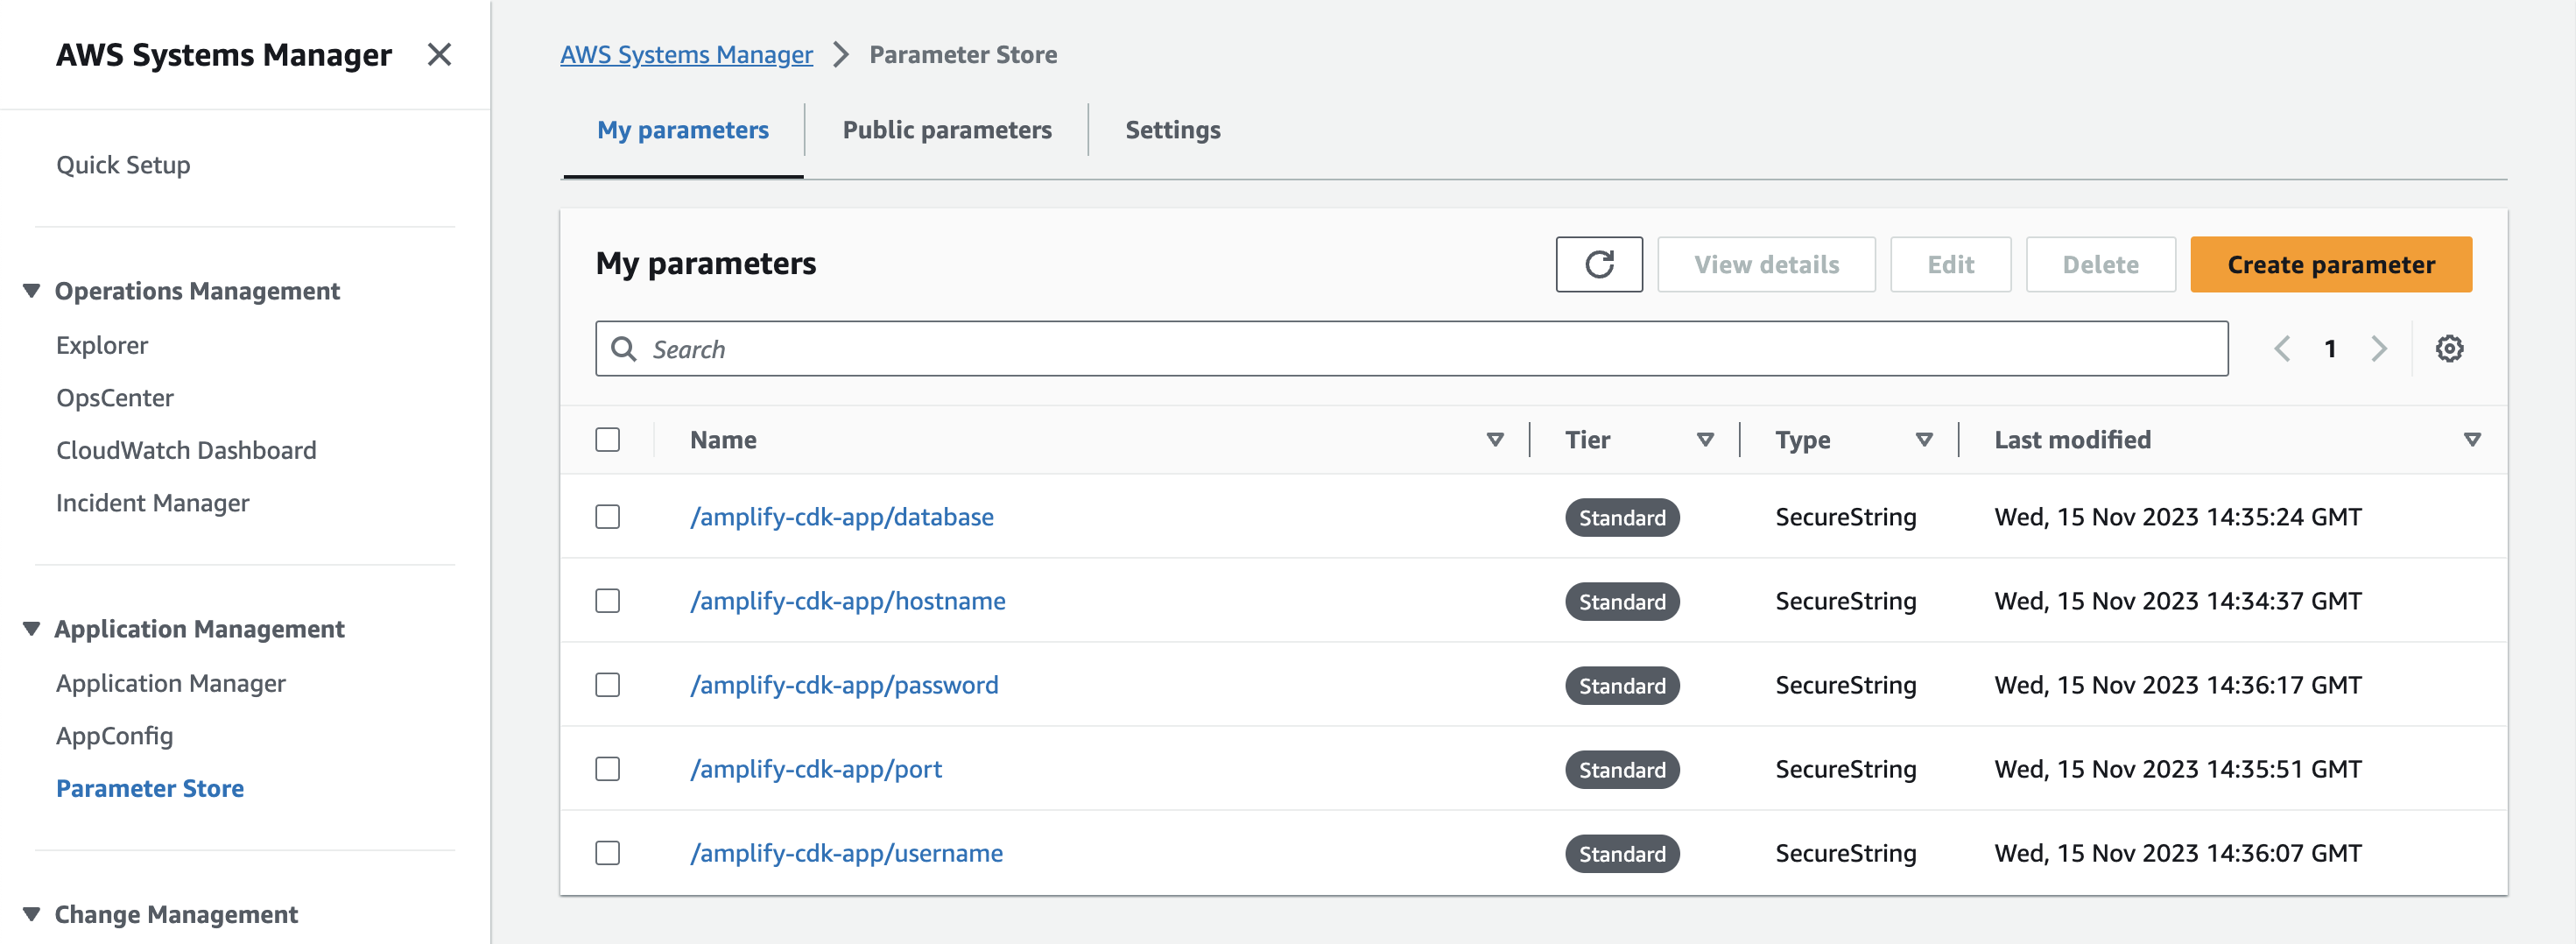 AWS Systems Manager
Quick Setup
Operations Management
Explorer
OpsCenter
CloudWatch Dashboard
Incident Manager
Application Management
Application Manager
AppConfig
Parameter Store
Change Management
AWS Systems Manager > Parameter Store
My parameters Public parameters Settings
My parameters View details Edit Delete Create parameter
Search 1
Name Tier Type Last modified
/amplify-cdk-app/database Standard SecureString Wed, 15 Nov 2023 14:35:24 GMT
/amplify-cdk-app/hostname Standard SecureString Wed, 15 Nov 2023 14:34:37 GMT
/amplify-cdk-app/password Standard SecureString Wed, 15 Nov 2023 14:36:17 GMT
/amplify-cdk-app/port Standard SecureString Wed, 15 Nov 2023 14:35:51 GMT
/amplify-cdk-app/username Standard SecureString Wed, 15 Nov 2023 14:36:07 GMT